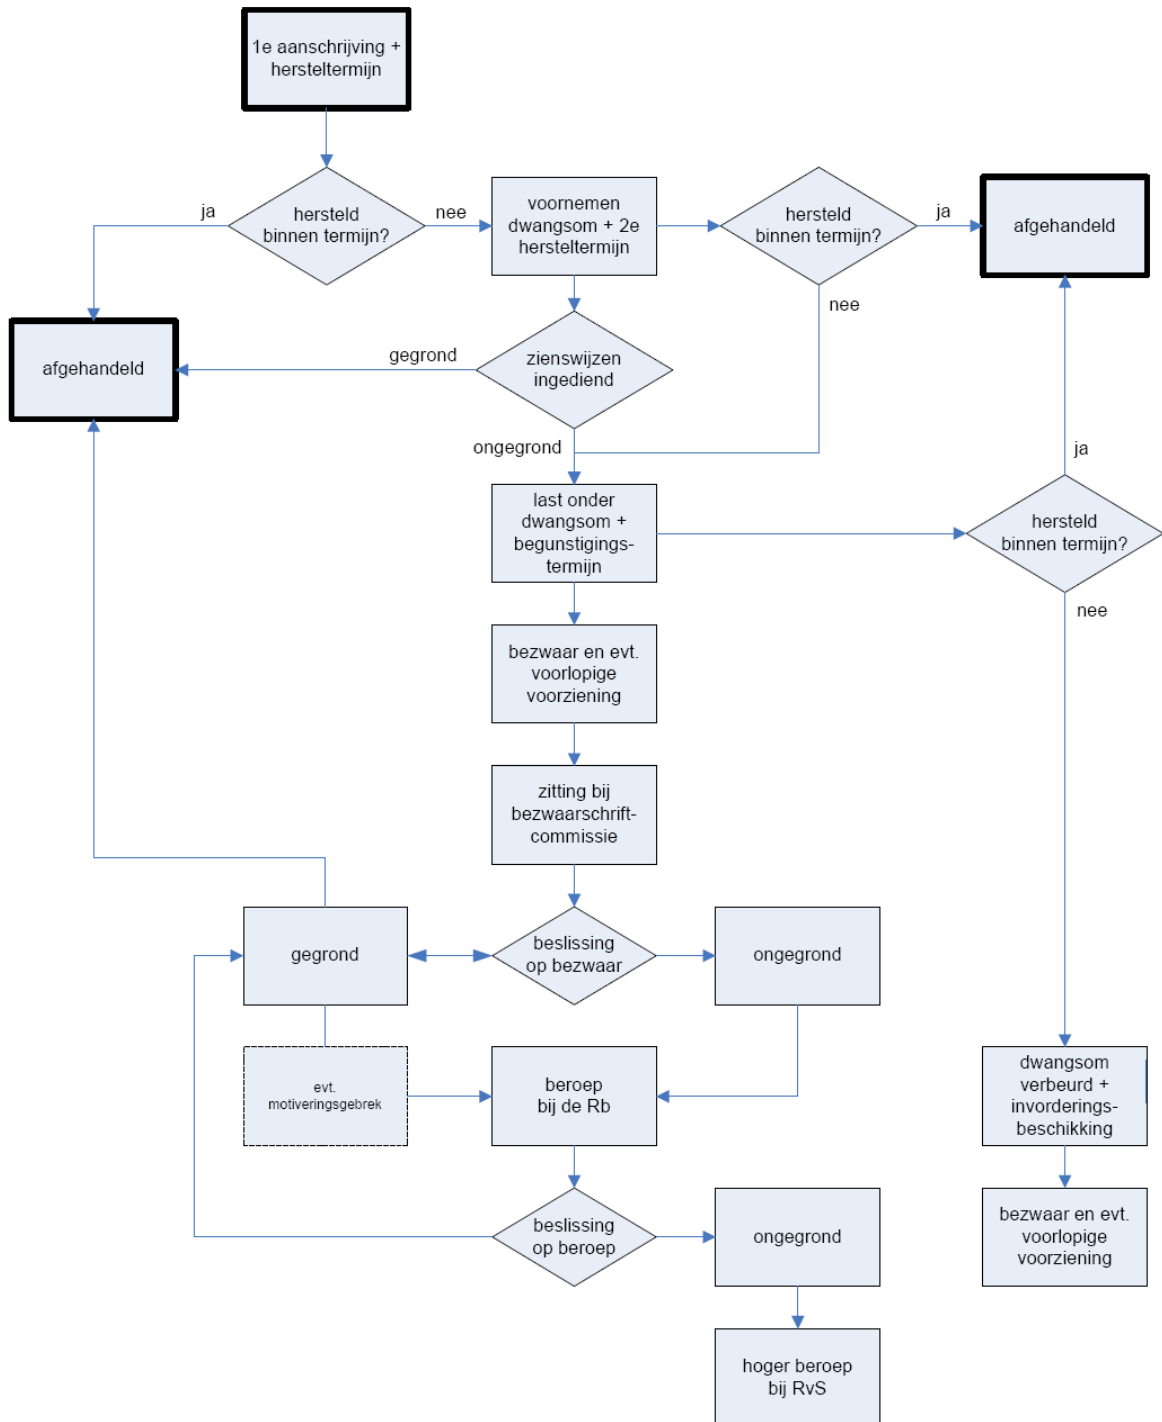 1e aanschrijving +
hersteltermijn
ja
hersteld
binnen termijn?
nee
voornemen
dwangsom + 2e
hersteltermijn
hersteld
binnen termijn?
ja
afgehandeld
nee
afgehandeld
gegrond
zienswijzen
ingediend
ongegrond
ja
last onder
dwangsom +
begunstigings-
termijn
hersteld
binnen termijn?
nee
bezwaar en evt.
voorlopige
voorziening
zitting bij
bezwaarschrift-
commissie
gegrond
beslissing
op bezwaar
ongegrond
evt.
motiveringsgebrek
beroep
bij de Rb
dwangsom
verbeurd +
invorderings-
beschikking
beslissing
op beroep
ongegrond
bezwaar en evt.
voorlopige
voorziening
hoger beroep
bij RvS